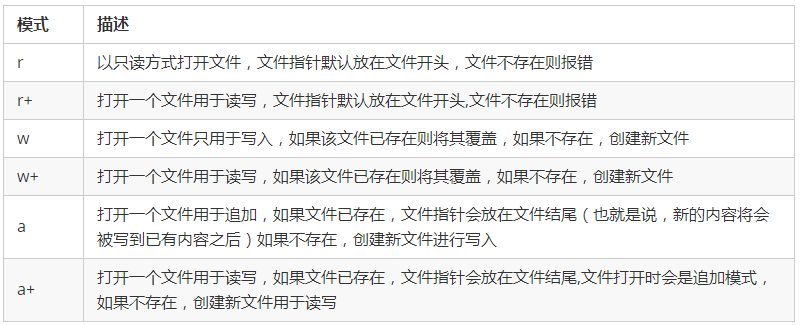 模式 描述
r 以只读方式打开文件，文件指针默认放在文件开头，文件不存在则报错
r+ 打开一个文件用于读写，文件指针默认放在文件开头,文件不存在则报错
w 打开一个文件只用于写入，如果该文件已存在则将其覆盖，如果不存在，创建新文件
w+ 打开一个文件用于读写，如果该文件已存在则将其覆盖，如果不存在，创建新文件
a 打开一个文件用于追加，如果文件已存在，文件指针会放在文件结尾（也就是说，新的内容将会
被写到已有内容之后）如果不存在，创建新文件进行写入
a+ 打开一个文件用于读写，如果文件已存在，文件指针会放在文件结尾,文件打开时会是追加模式，
如果不存在，创建新文件用于读写